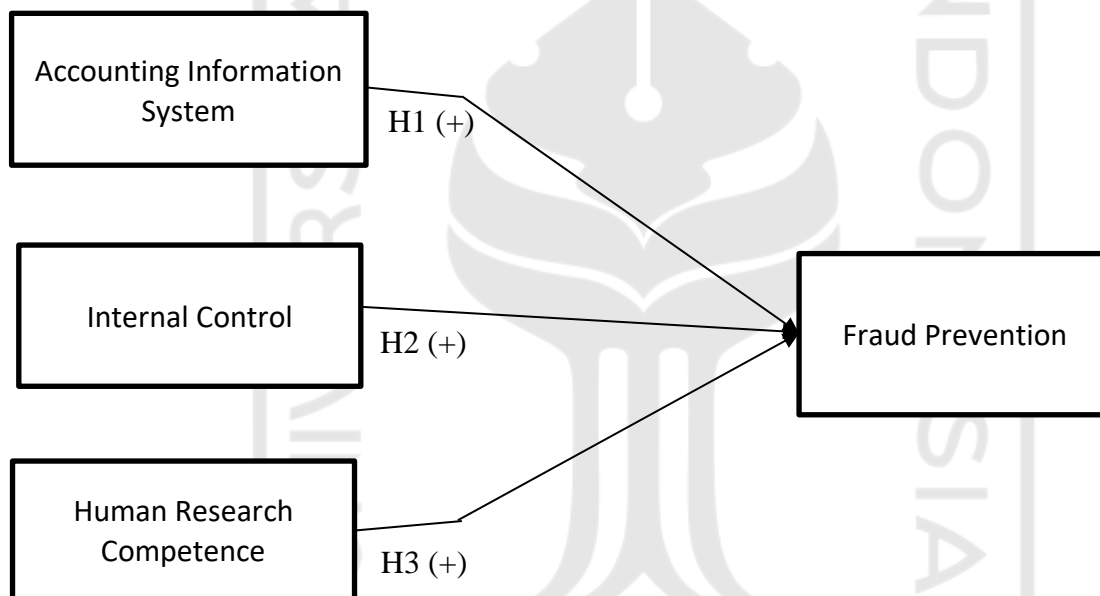 Accounting Information
System
H1 (+)
Internal Control
H2 (+)
Fraud Prevention
Human Research
Competence
H3 (+)